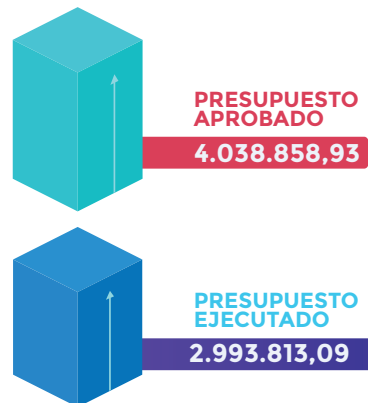 PRESUPUESTO
APROBADO
4.038.858,93
PRESUPUESTO
EJECUTADO
2.993.813,09